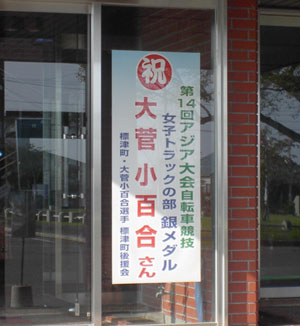 祝
第14回アジア大会自転車競技
女子トラックの部 銀メダル
大菅小百合さん
標津町・大菅小百合選手 標津町後援会